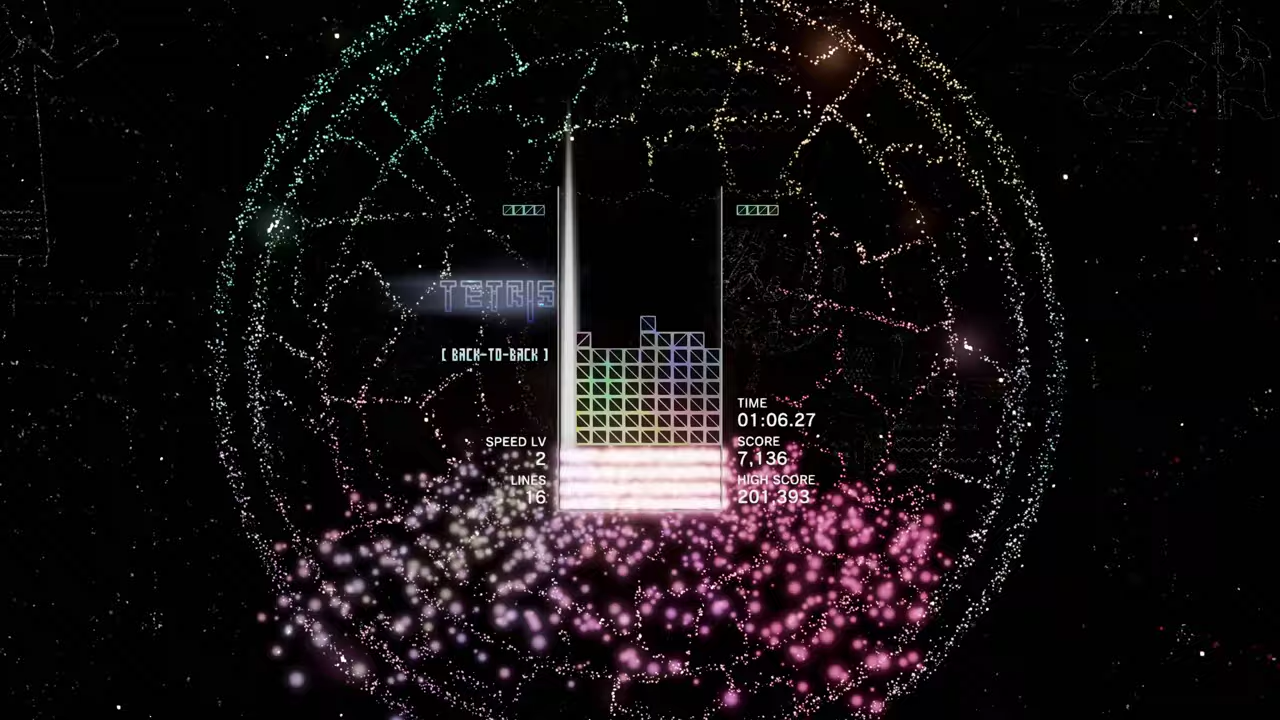 TETRIS
[ BACK-TO-BACK ]
SPEED LV
2
LINES
16
TIME
01:06.27
SCORE
7,136
HIGH SCORE
201,393